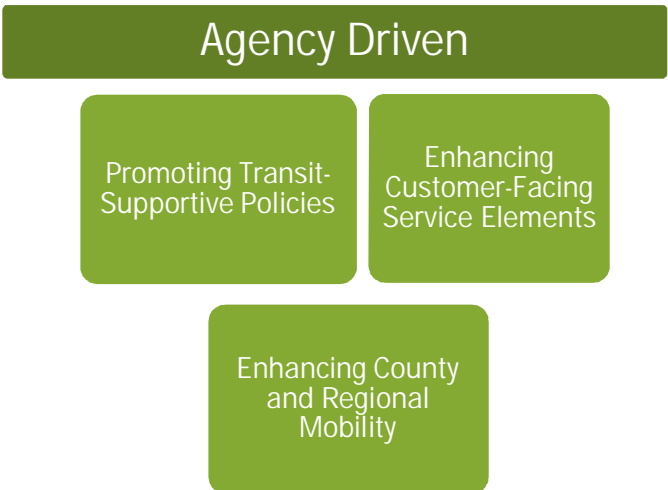 Agency Driven
Promoting Transit-
Supportive Policies
Enhancing
Customer-Facing
Service Elements
Enhancing County
and Regional
Mobility